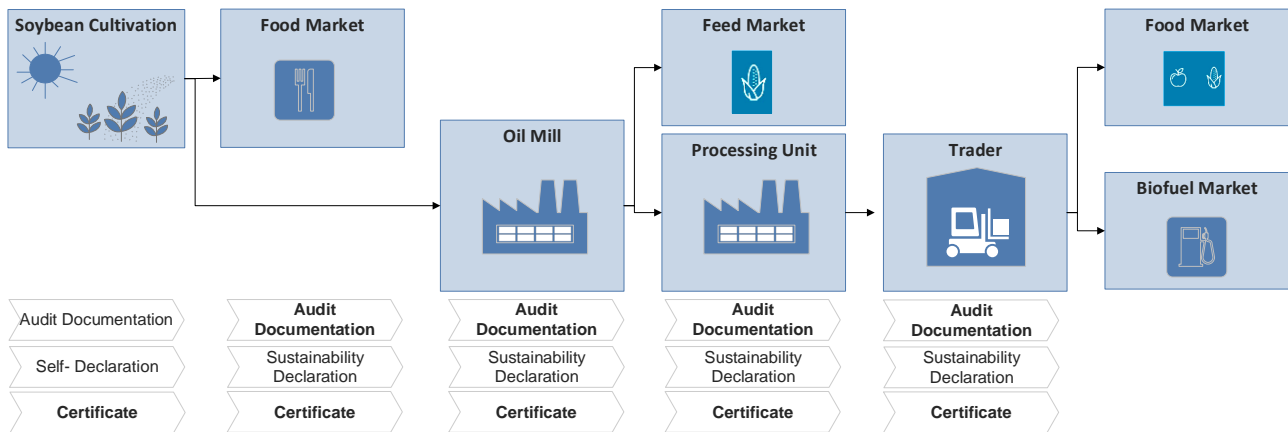 Soybean Cultivation
Food Market
Feed Market
Food Market
Oil Mill
Processing Unit
Trader
Biofuel Market
Audit Documentation
Audit
Documentation
Audit
Documentation
Audit
Documentation
Audit
Documentation
Self- Declaration
Sustainability
Declaration
Sustainability
Declaration
Sustainability
Declaration
Sustainability
Declaration
Certificate
Certificate
Certificate
Certificate
Certificate